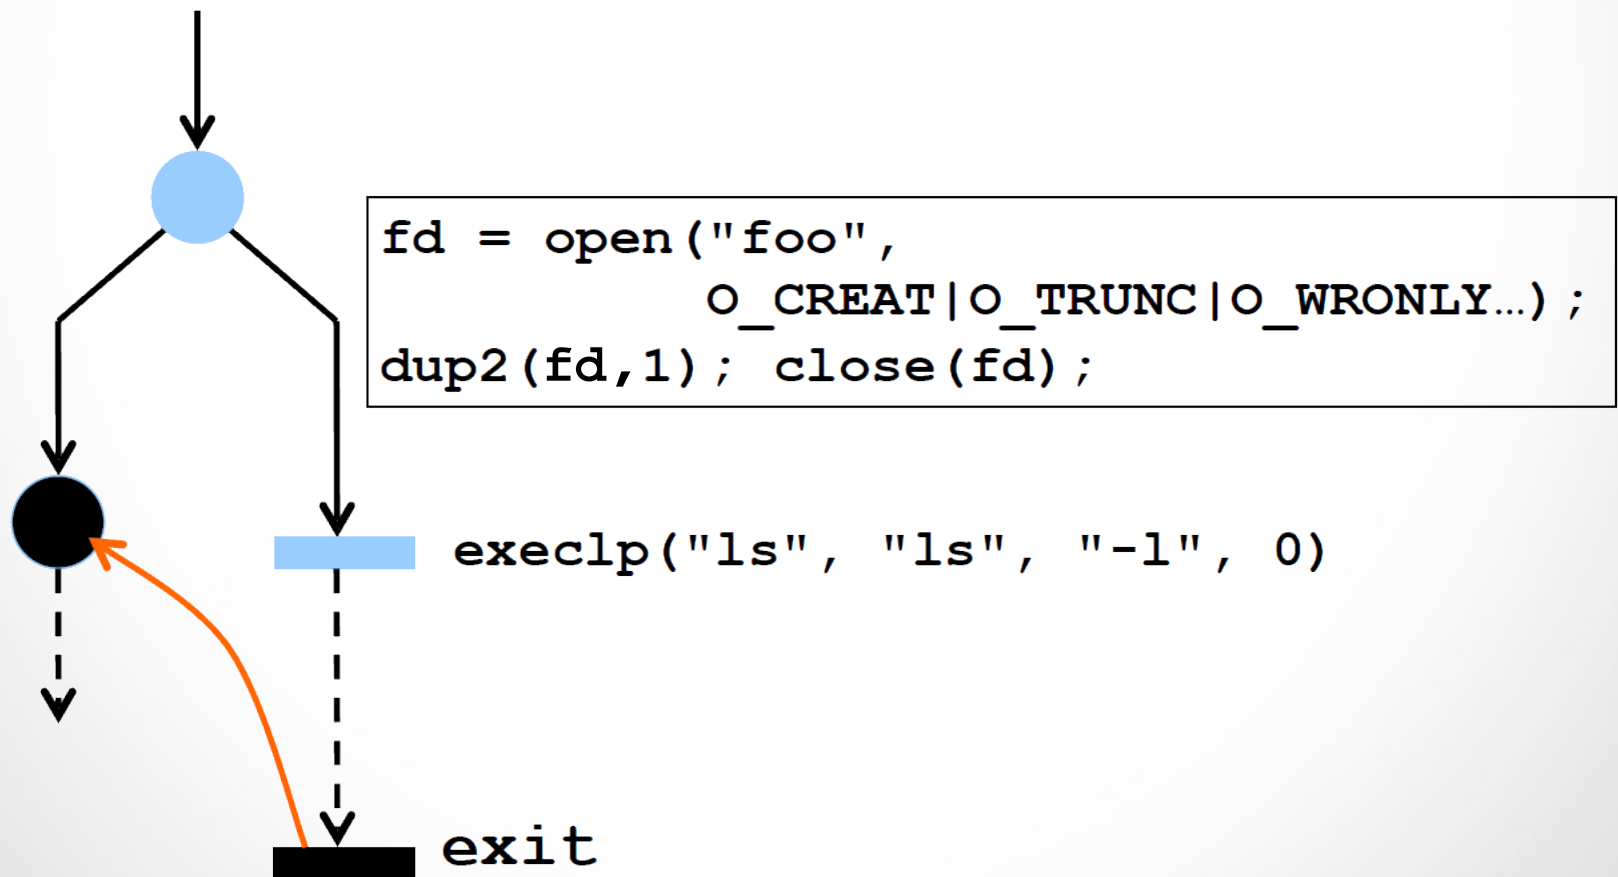 fd = open("foo",
O_CREAT|O_TRUNC|O_WRONLY…);
dup2(fd,1); close(fd);
execlp("ls", "ls", "-l", 0)
exit